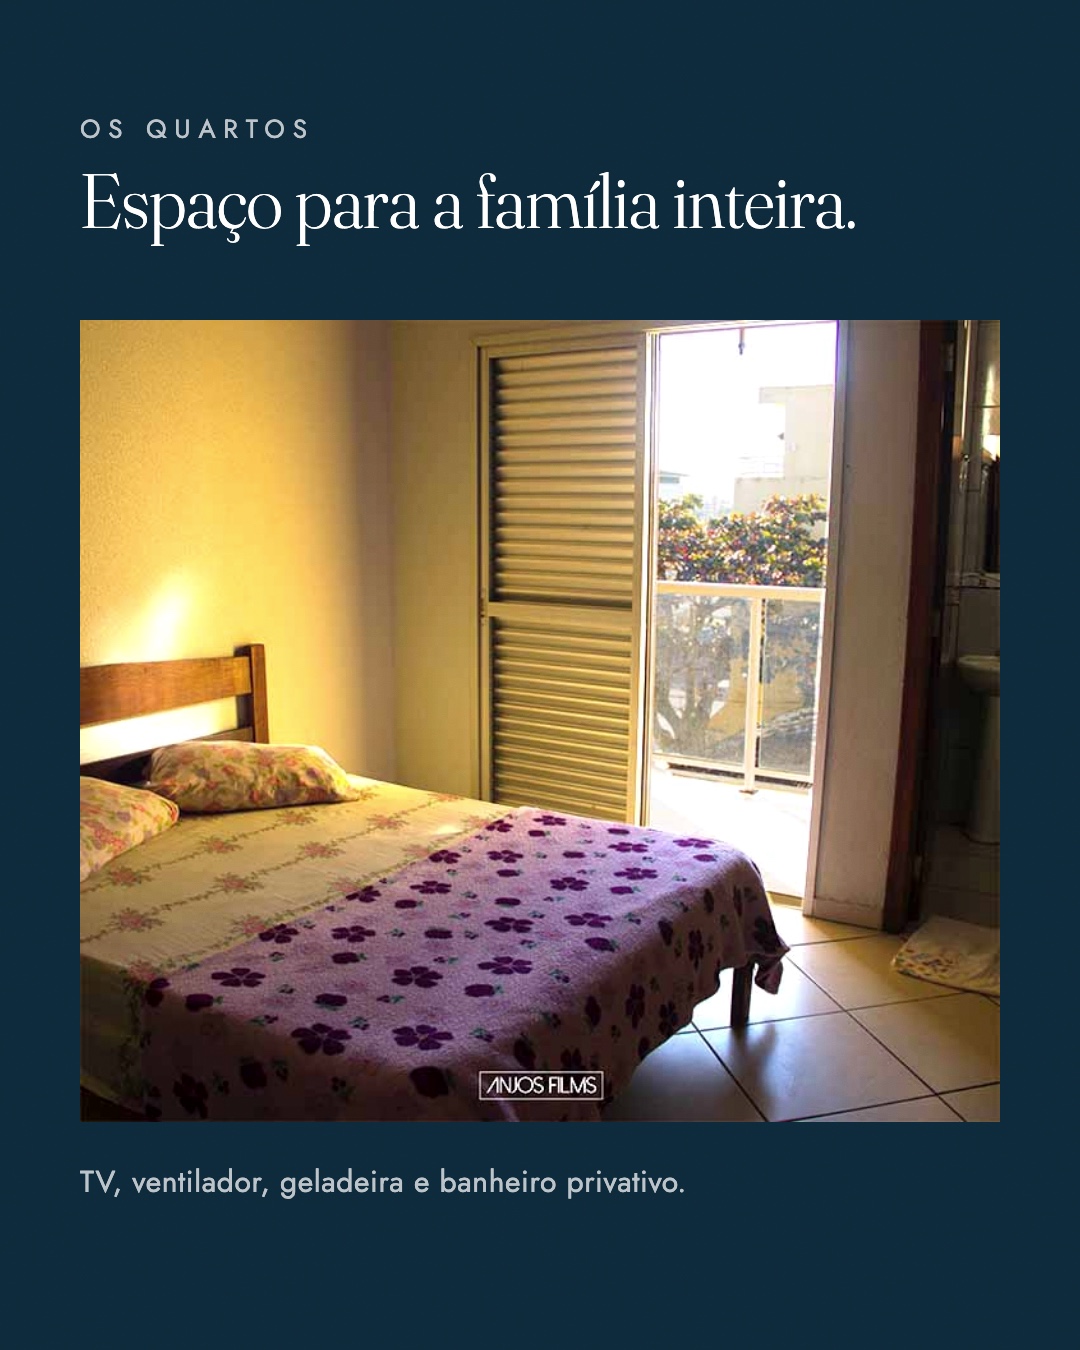 OS QUARTOS
Espaço para a família inteira.
ANJOS FILMS
TV, ventilador, geladeira e banheiro privativo.